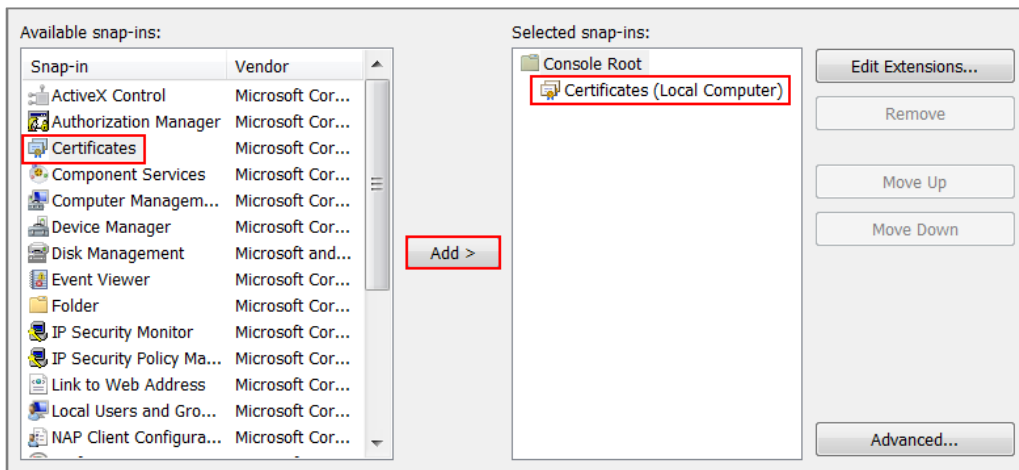 Available snap-ins:
Snap-in Vendor
ActiveX Control Microsoft Cor...
Authorization Manager Microsoft Cor...
Certificates Microsoft Cor...
Component Services Microsoft Cor...
Computer Managem... Microsoft Cor...
Device Manager Microsoft Cor...
Disk Management Microsoft and...
Event Viewer Microsoft Cor...
Folder Microsoft Cor...
IP Security Monitor Microsoft Cor...
IP Security Policy Ma... Microsoft Cor...
Link to Web Address Microsoft Cor...
Local Users and Gro... Microsoft Cor...
NAP Client Configura... Microsoft Cor...
Add >
Selected snap-ins:
Console Root
Certificates (Local Computer)
Edit Extensions...
Remove
Move Up
Move Down
Advanced...